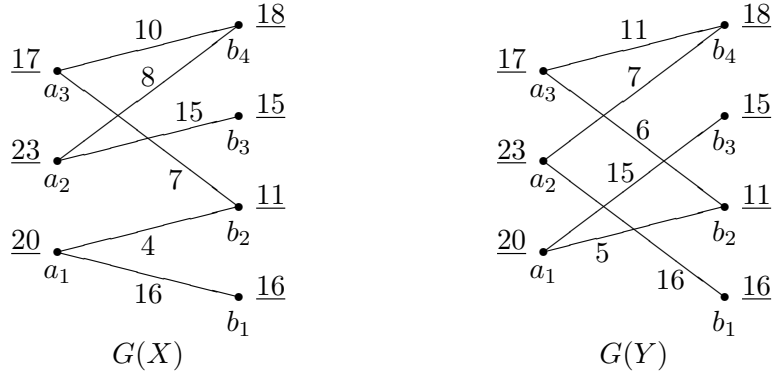 10 18
17 b₄
a₃ 8
15 15
23 b₃
a₂ 7 11
20 b₂
a₁ 4
16 16
b₁
G(X)
11 18
17 b₄
a₃ 7
15
23 6 b₃
a₂ 15 11
20 b₂
a₁ 5
16 16
b₁
G(Y)